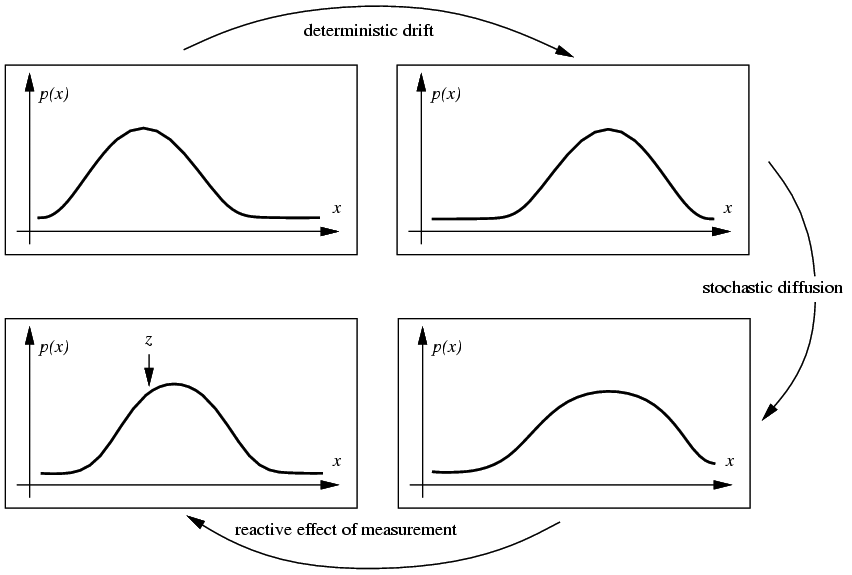 deterministic drift
p(x)
x
p(x)
x
stochastic diffusion
p(x)
z
x
p(x)
x
reactive effect of measurement